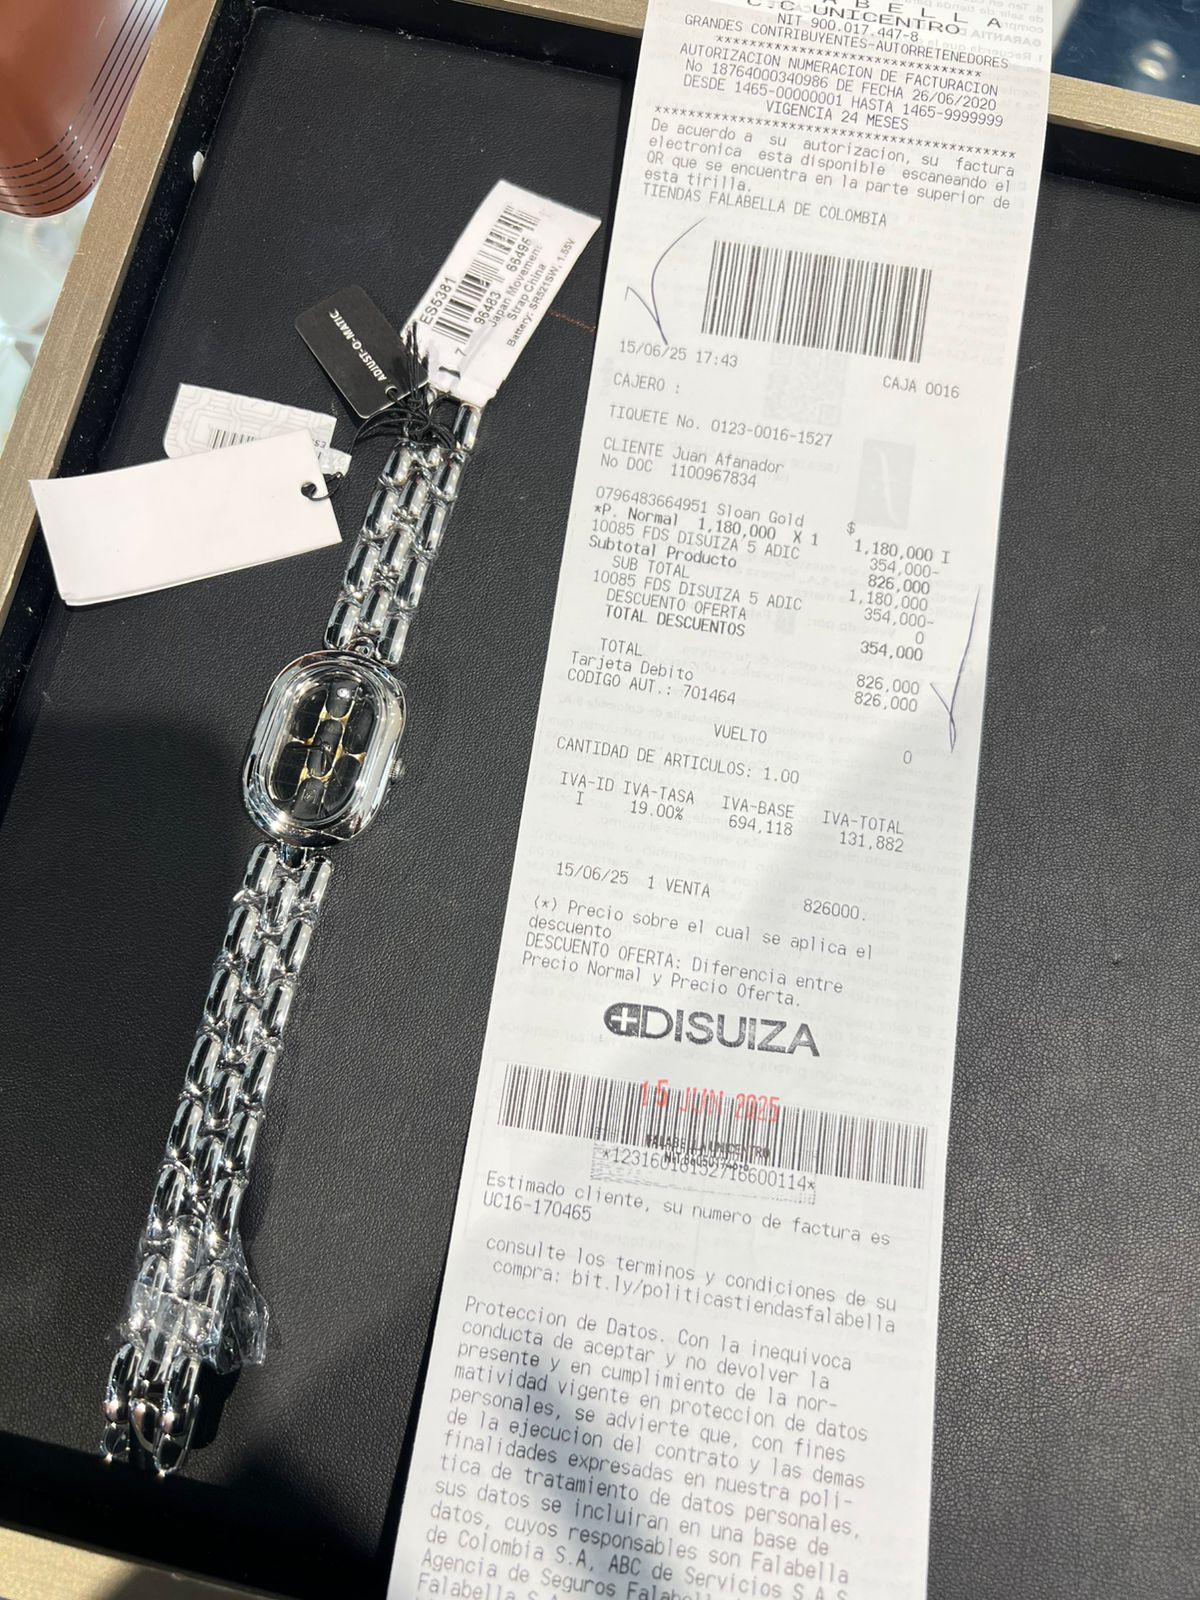 C.C UNICENTRO
NIT 900.017.447-8
GRANDES CONTRIBUYENTES-AUTORRETENEDORES
*********************************
AUTORIZACION NUMERACION DE FACTURACION
No 18764000340986 DE FECHA 26/06/2020
DESDE 1465-00000001 HASTA 1465-9999999
VIGENCIA 24 MESES
*********************************************
De acuerdo a su autorizacion, su factura
electronica esta disponible escaneando el
QR que se encuentra en la parte superior de
esta tirilla.
TIENDAS FALABELLA DE COLOMBIA
15/06/25 17:43
CAJA 0016
CAJERO :
TIQUETE No. 0123-0016-1527
CLIENTE Juan Afanador
No DOC 1100967834
0796483664951 Sloan Gold $
*P. Normal 1,180,000 X 1 1,180,000 I
10085 FDS DISUIZA 5 ADIC 354,000-
Subtotal Producto 826,000
SUB TOTAL 1,180,000
10085 FDS DISUIZA 5 ADIC 354,000-
DESCUENTO OFERTA 0
TOTAL DESCUENTOS 354,000
TOTAL 826,000
Tarjeta Debito 826,000
CODIGO AUT.: 701464
VUELTO 0
CANTIDAD DE ARTICULOS: 1.00
IVA-ID IVA-TASA IVA-BASE IVA-TOTAL
I 19.00% 694,118 131,882
15/06/25 1 VENTA 826000.
(*) Precio sobre el cual se aplica el
descuento
DESCUENTO OFERTA: Diferencia entre
Precio Normal y Precio Oferta.
DISUIZA
15 JUN 2025
FALABELLA UNICENTRO
Estimado cliente, su numero de factura es
UC16-170465
consulte los terminos y condiciones de su
compra: bit.ly/politicastiendasfalabella
Proteccion de Datos. Con la inequivoca
conducta de aceptar y no devolver la
presente y en cumplimiento de la nor-
matividad vigente en proteccion de datos
personales, se advierte que, con fines
de la ejecucion del contrato y las demas
finalidades expresadas en nuestra poli-
tica de tratamiento de datos personales,
sus datos se incluiran en una base de
datos, cuyos responsables son Falabella
de Colombia S.A, ABC de Servicios S.A.S
Agencia de Seguros
Falabella
ES5381
7 96483 66495
Japan Movement
Strap China
Battery: SR521SW, 1.55V
ADJUST-O-MATIC